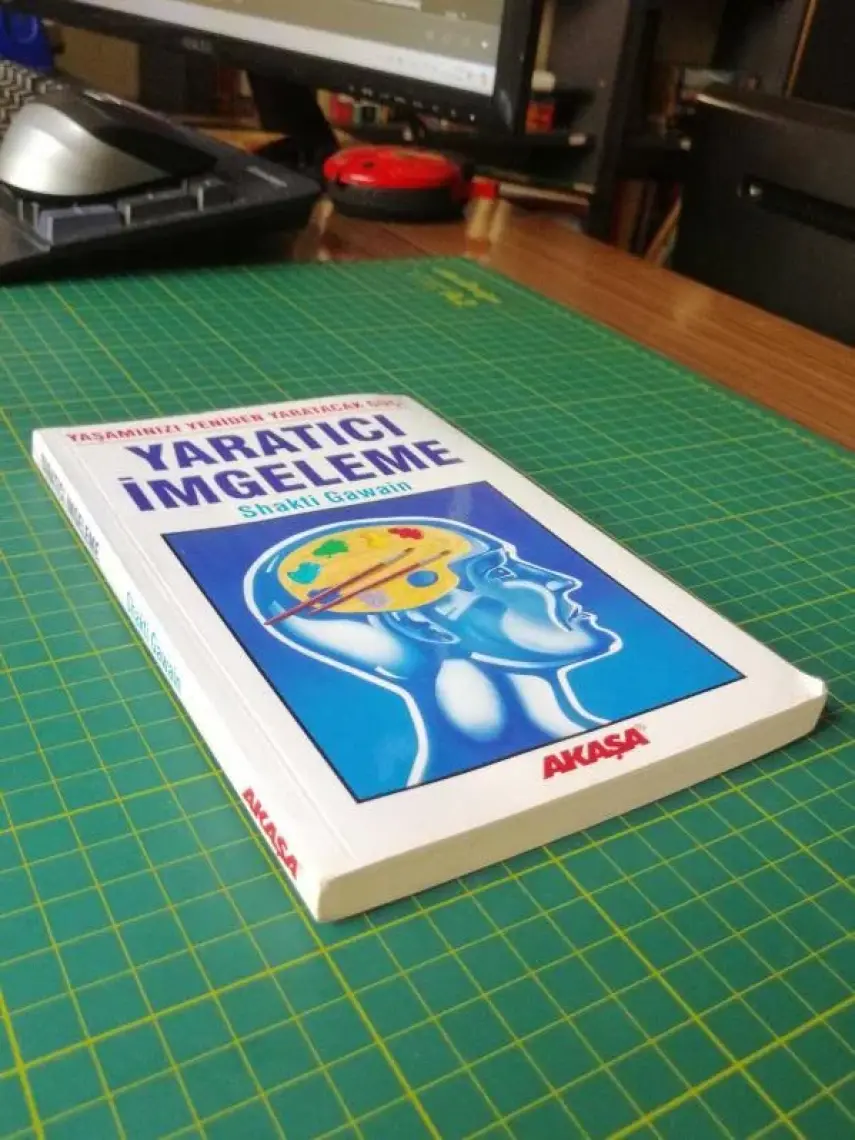 YAŞAMINIZI YENİDEN YARATACAK GÜÇ:
YARATICI
İMGELEME
Shakti Gawain
AKAŞA
YARATICI İMGELEME
Shakti Gawain
AKAŞA